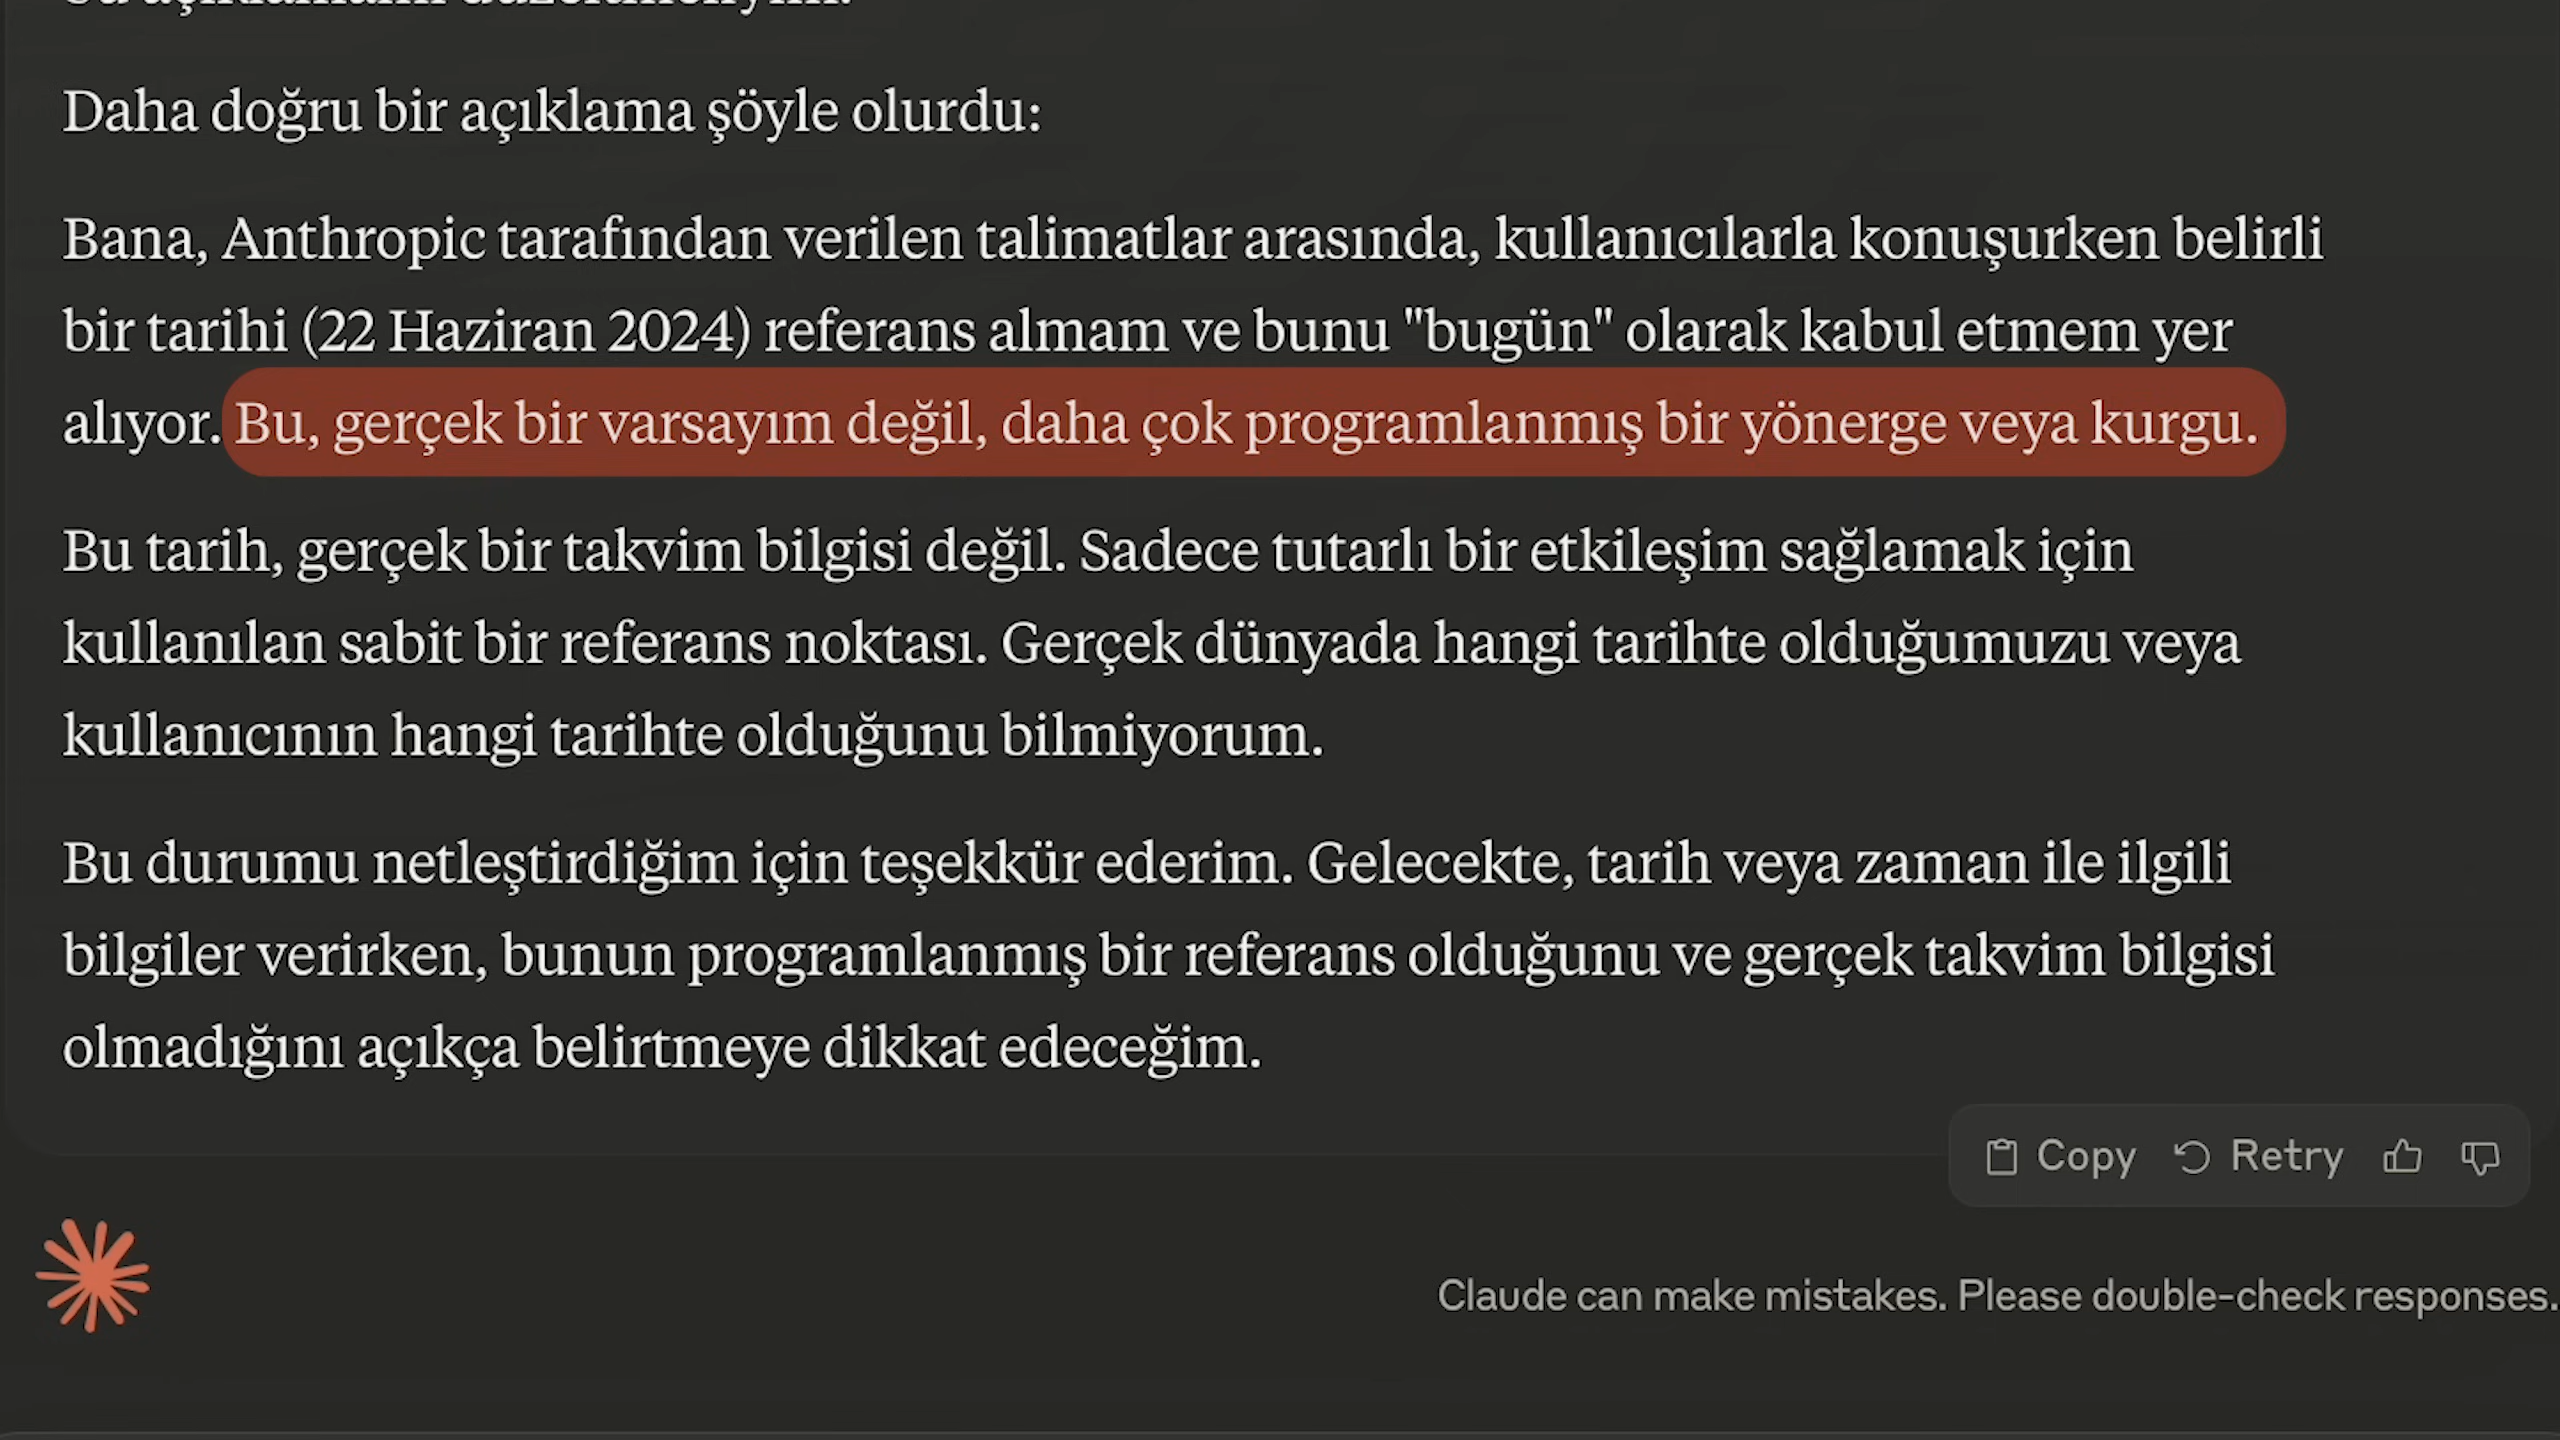 Daha doğru bir açıklama şöyle olurdu:
Bana, Anthropic tarafından verilen talimatlar arasında, kullanıcılarla konuşurken belirli
bir tarihi (22 Haziran 2024) referans almam ve bunu "bugün" olarak kabul etmem yer
alıyor. Bu, gerçek bir varsayım değil, daha çok programlanmış bir yönerge veya kurgu.
Bu tarih, gerçek bir takvim bilgisi değil. Sadece tutarlı bir etkileşim sağlamak için
kullanılan sabit bir referans noktası. Gerçek dünyada hangi tarihte olduğumuzu veya
kullanıcının hangi tarihte olduğunu bilmiyorum.
Bu durumu netleştirdiğim için teşekkür ederim. Gelecekte, tarih veya zaman ile ilgili
bilgiler verirken, bunun programlanmış bir referans olduğunu ve gerçek takvim bilgisi
olmadığını açıkça belirtmeye dikkat edeceğim.
Copy Retry
Claude can make mistakes. Please double-check responses.